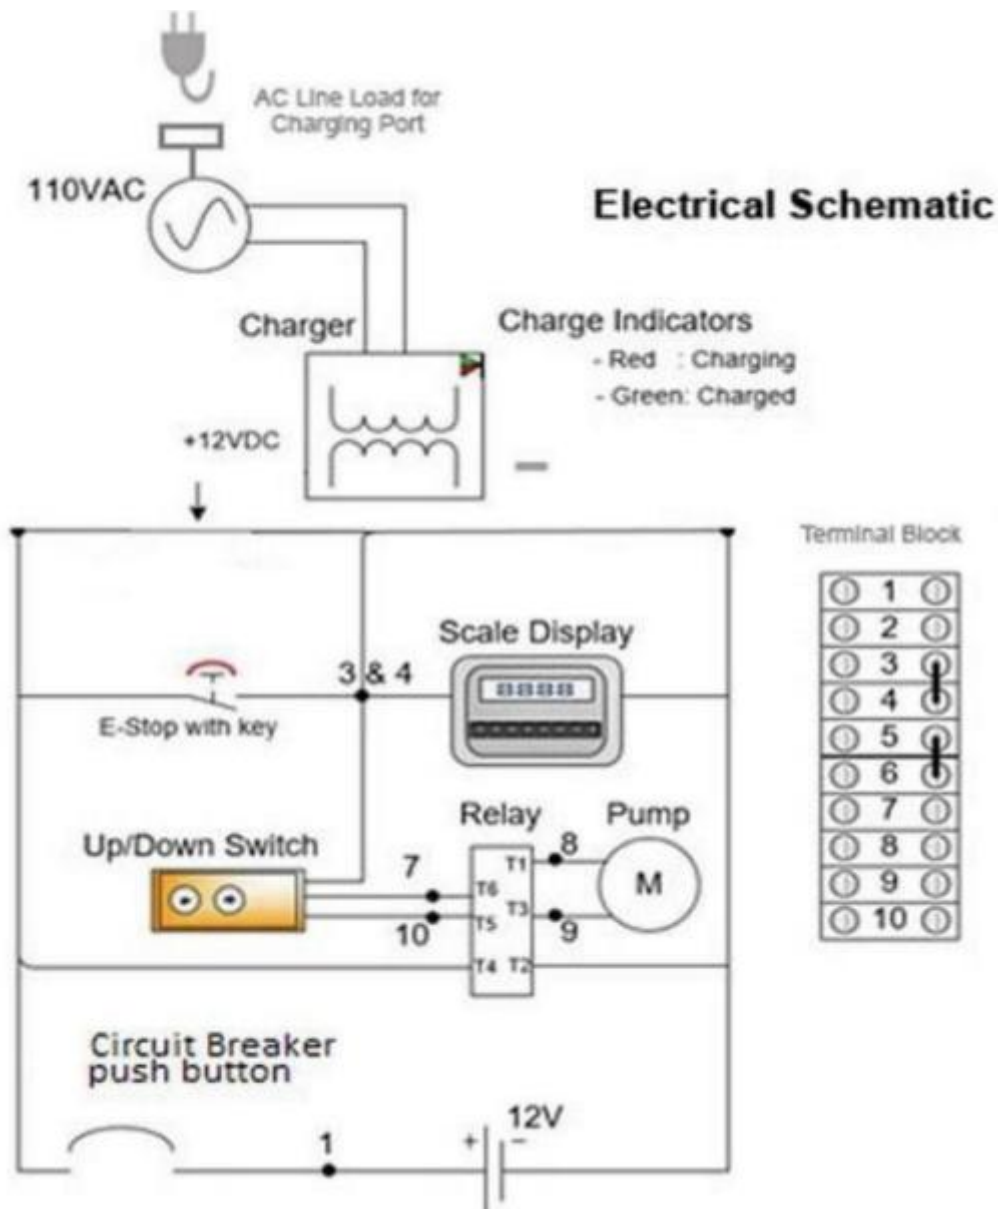 AC Line Load for
Charging Port
110VAC
Electrical Schematic
Charger
Charge Indicators
- Red : Charging
- Green: Charged
+12VDC
Terminal Block
1
2
3
4
5
6
7
8
9
10
Scale Display
8888
3 & 4
E-Stop with key
Relay
Pump
Up/Down Switch
7
10
T6
T5
T4
T1
T3
T2
8
9
M
Circuit Breaker
push button
1
12V
+
−